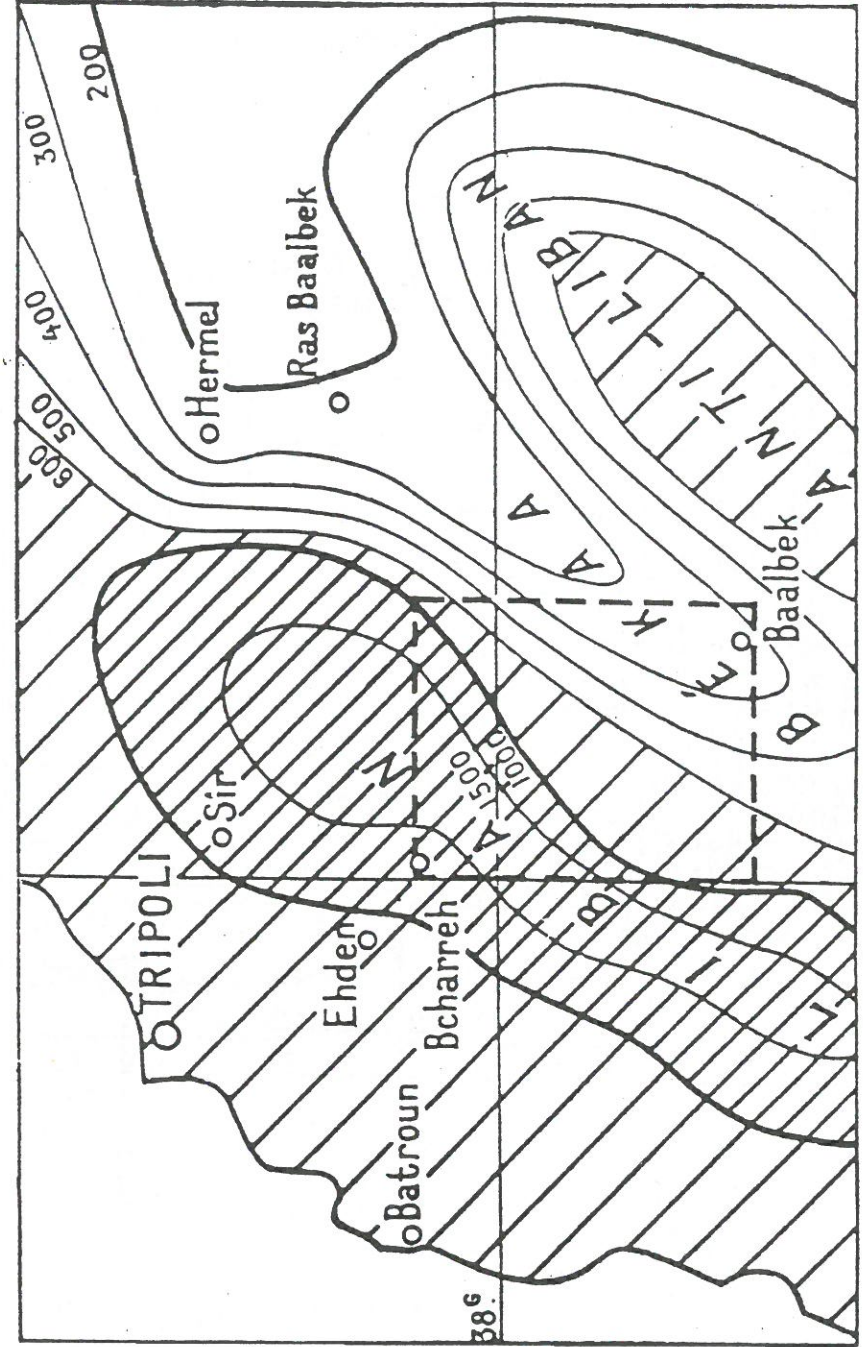 200
300
400
500
600
Hermel
Ras Baalbek
ANTI-LIBAN
BÉKAA
Baalbek
LIBAN
1500
1000
Sir
TRIPOLI
Ehden
Bcharreh
Batroun
38ᴳ